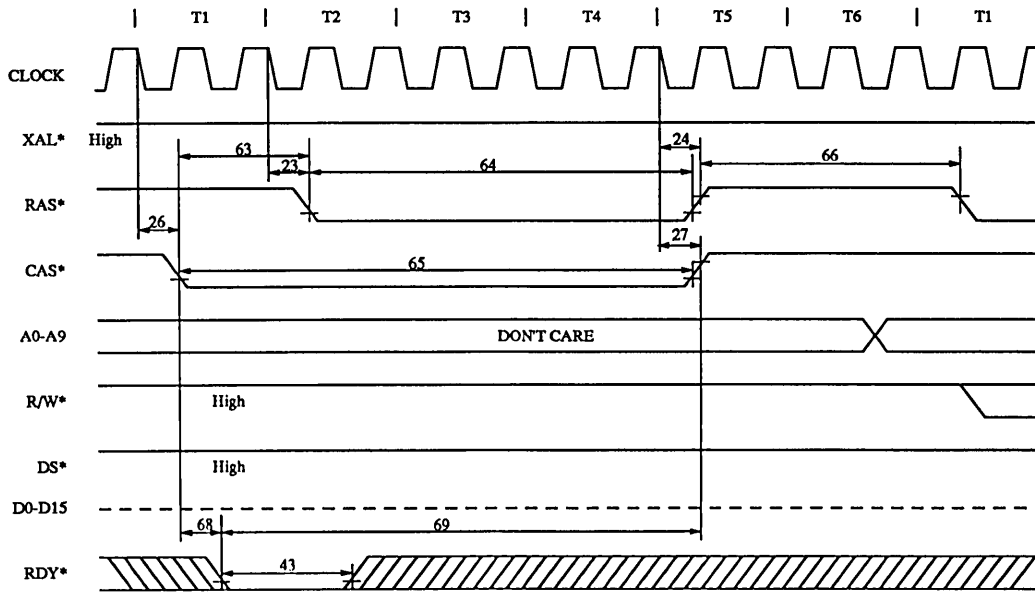 T1 T2 T3 T4 T5 T6 T1
CLOCK
XAL* High
63 24
23 64 66
RAS*
26 27
CAS* 65
A0-A9 DON'T CARE
R/W* High
DS* High
D0-D15
68 69
RDY* 43